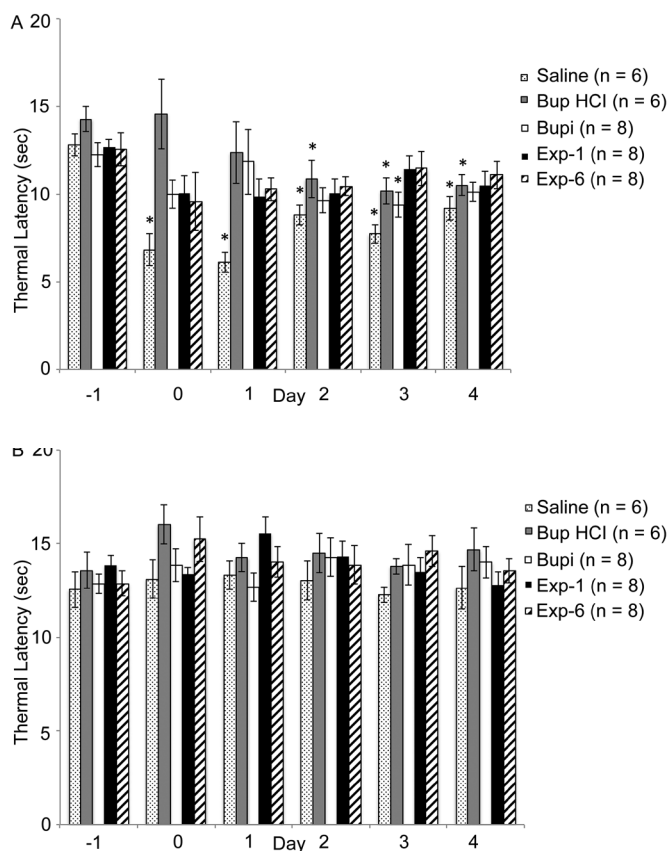 A
20
15
10
5
0
Thermal Latency (sec)
* * * * * * * * *
-1 0 1 Day 2 3 4
Saline (n = 6)
Bup HCl (n = 6)
Bupi (n = 8)
Exp-1 (n = 8)
Exp-6 (n = 8)
B
20
15
10
5
0
Thermal Latency (sec)
-1 0 1 Day 2 3 4
Saline (n = 6)
Bup HCl (n = 6)
Bupi (n = 8)
Exp-1 (n = 8)
Exp-6 (n = 8)